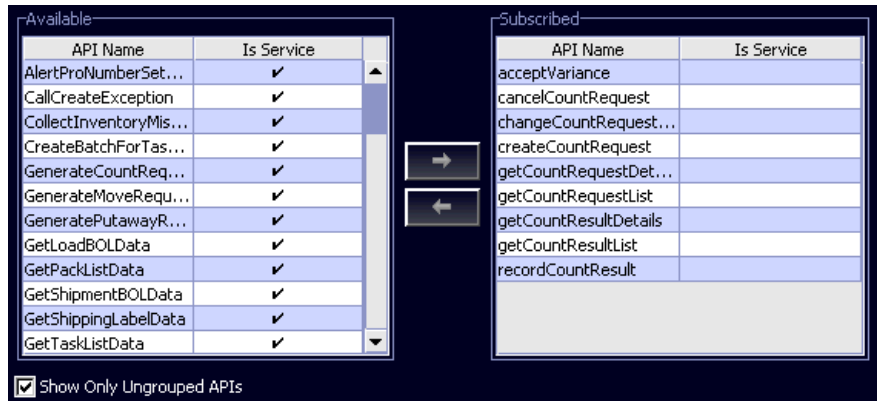 Available
API Name Is Service
AlertProNumberSet...
CallCreateException
CollectInventoryMis...
CreateBatchForTas...
GenerateCountReq...
GenerateMoveRequ...
GeneratePutawayR...
GetLoadBOLData
GetPackListData
GetShipmentBOLData
GetShippingLabelData
GetTaskListData
Subscribed
API Name Is Service
acceptVariance
cancelCountRequest
changeCountRequest...
createCountRequest
getCountRequestDet...
getCountRequestList
getCountResultDetails
getCountResultList
recordCountResult
Show Only Ungrouped APIs